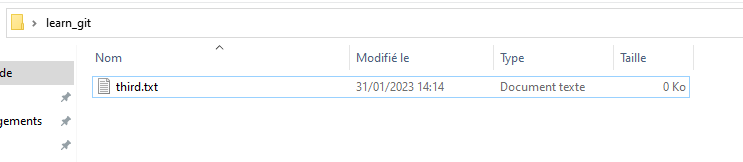 learn_git
Nom Modifié le Type Taille
de
third.txt 31/01/2023 14:14 Document texte 0 Ko
gements